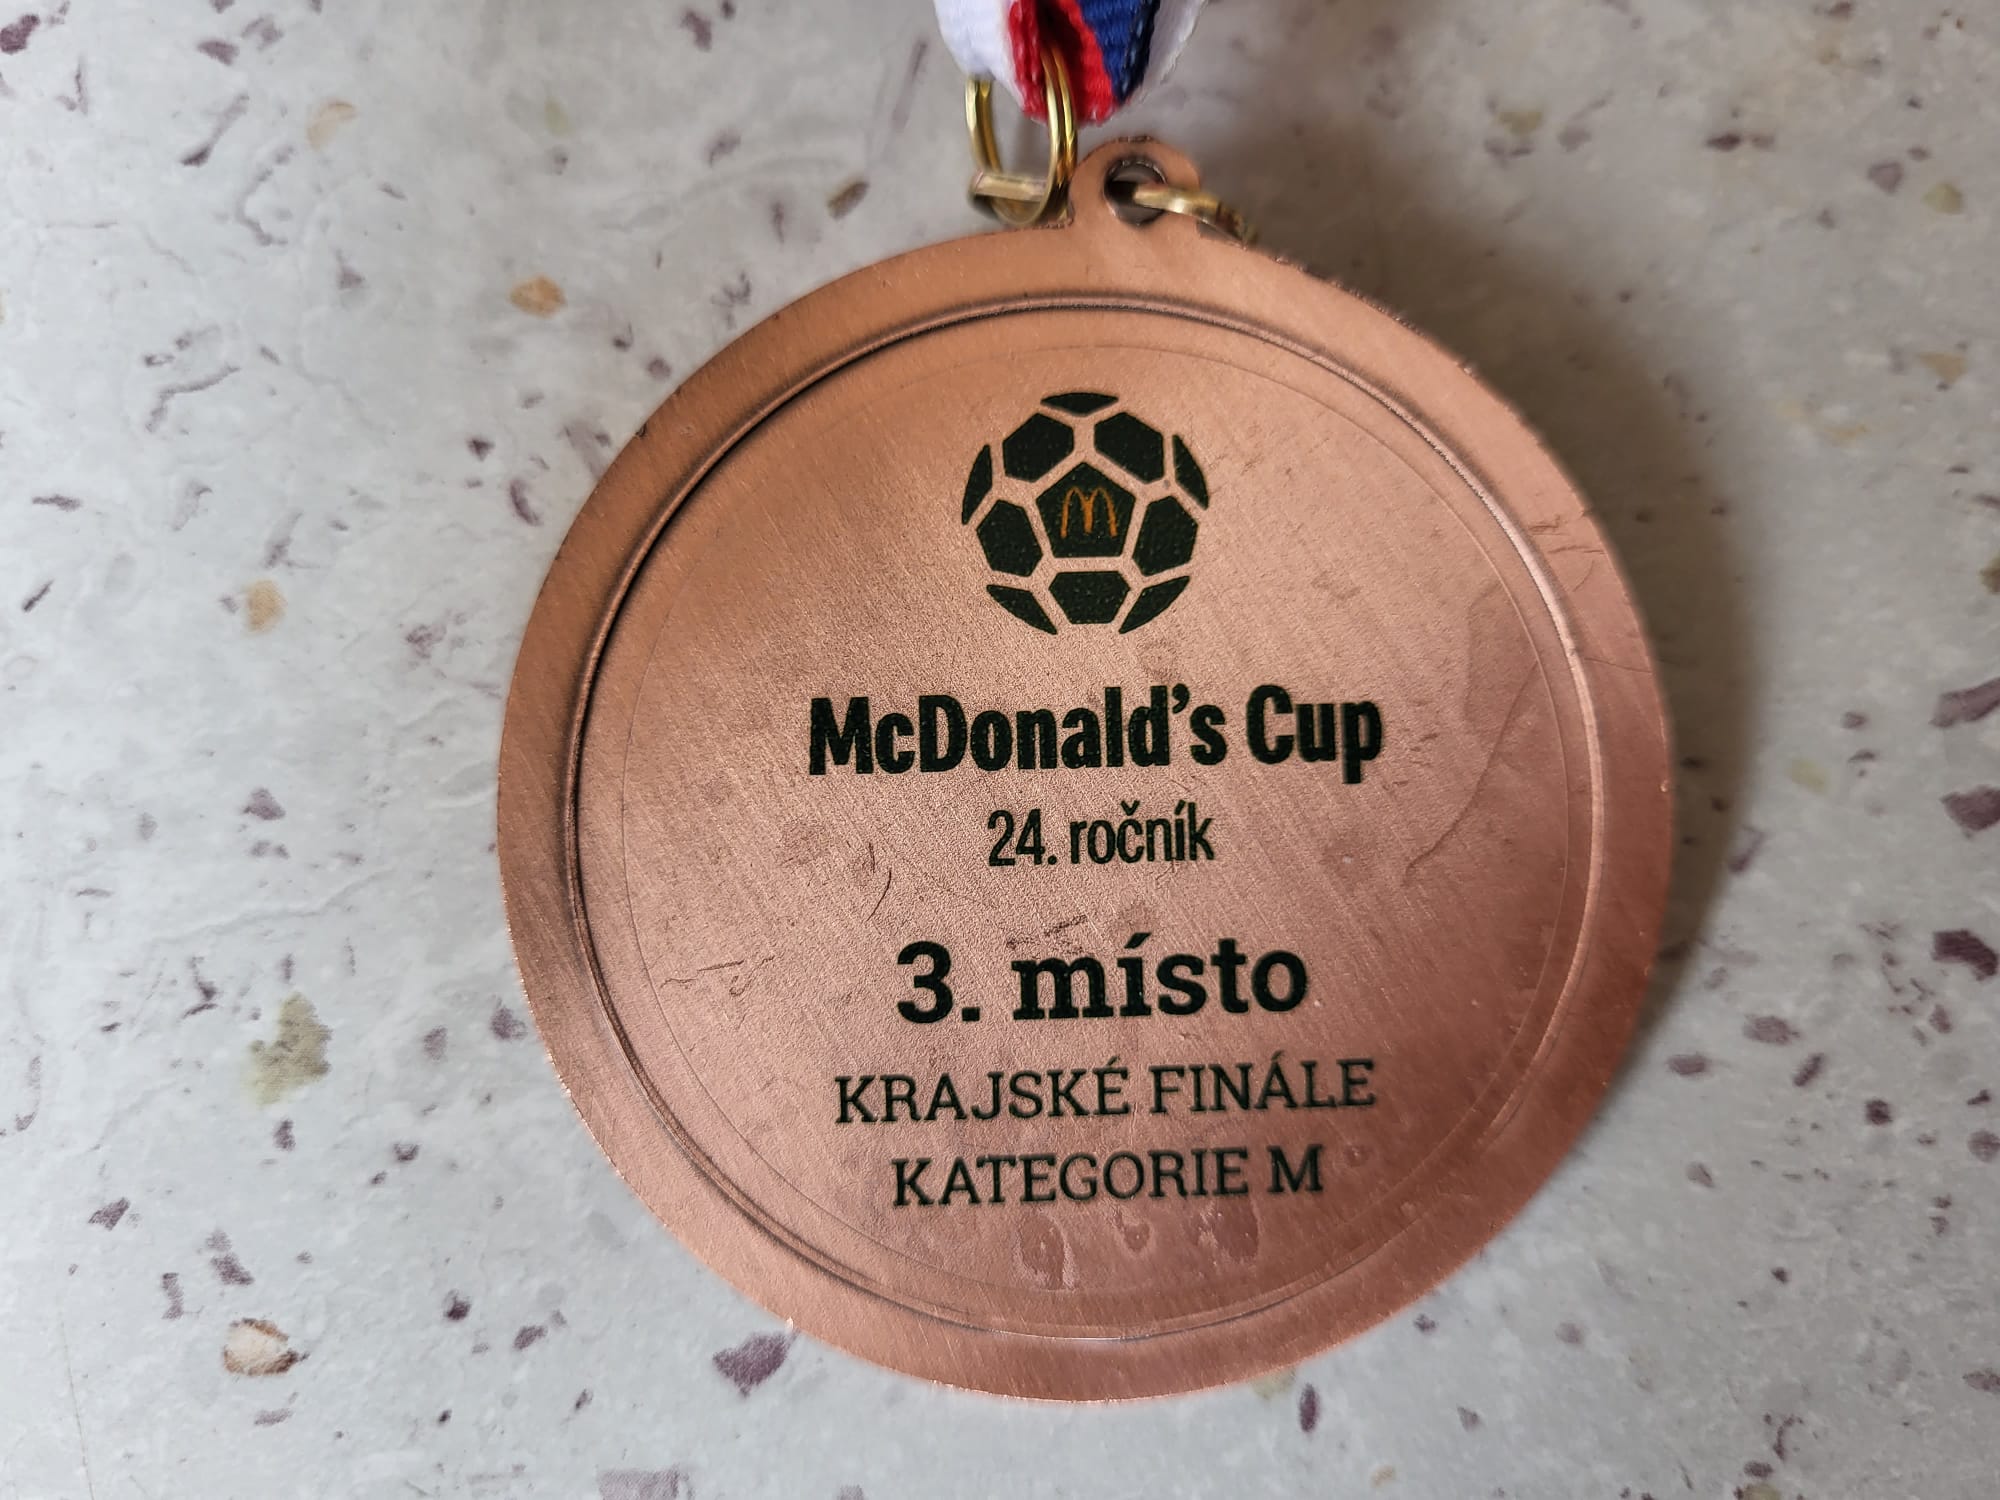 McDonald's Cup
24. ročník
3. místo
KRAJSKÉ FINÁLE
KATEGORIE M